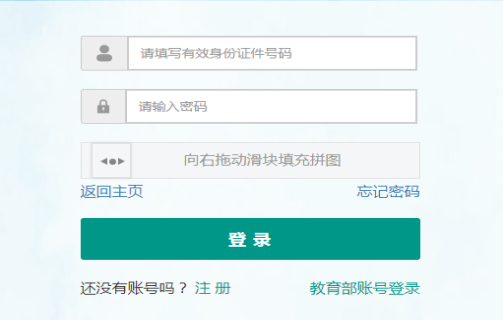 请填写有效身份证件号码
请输入密码
向右拖动滑块填充拼图
返回主页 忘记密码
登 录
还没有账号吗？ 注 册 教育部账号登录